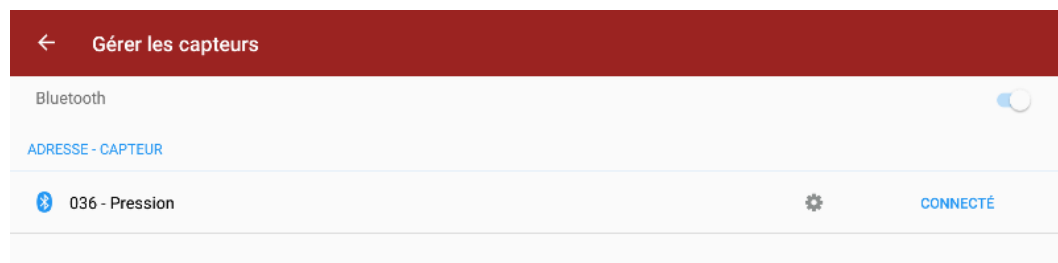 Gérer les capteurs
Bluetooth
ADRESSE - CAPTEUR
036 - Pression CONNECTÉ